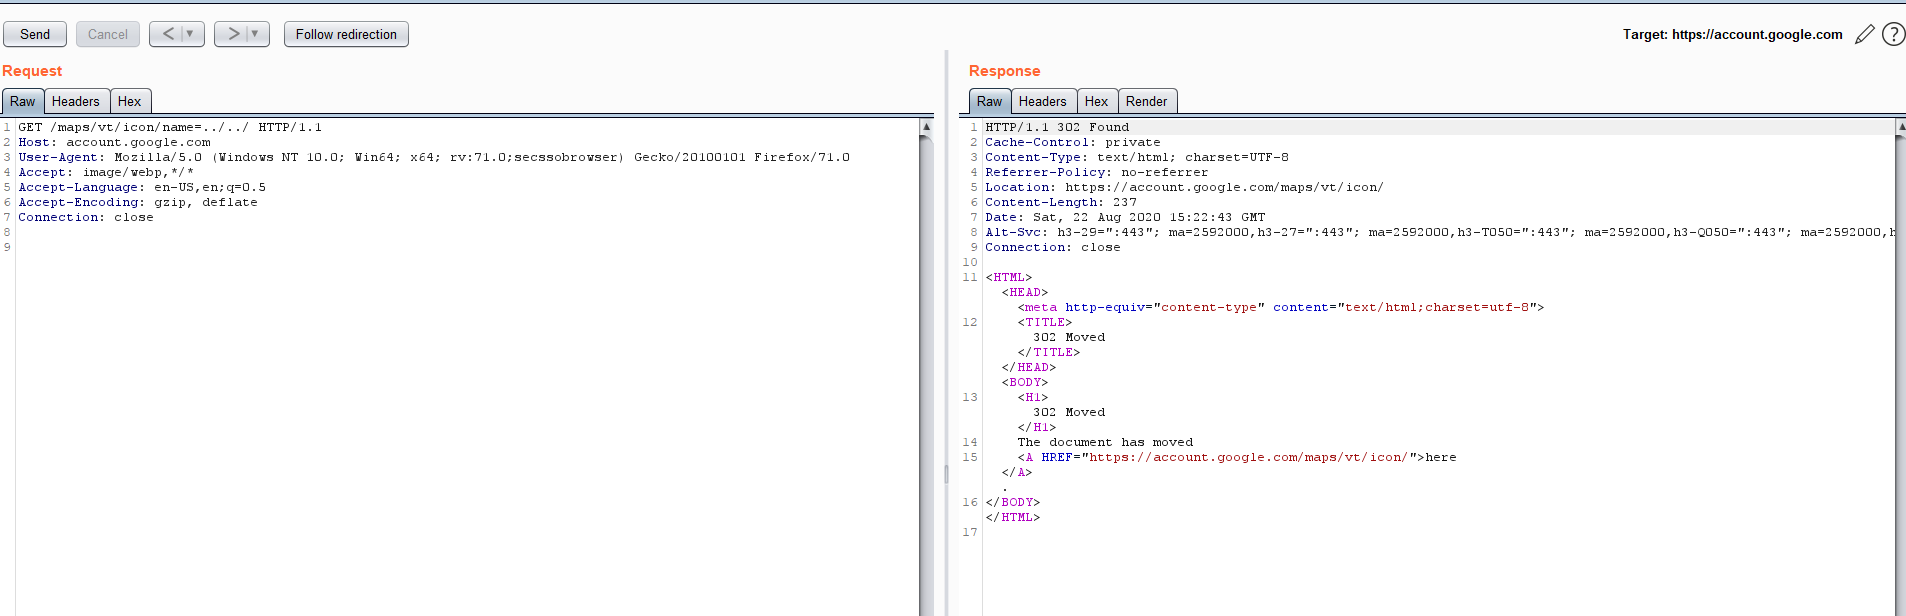 Send Cancel < > Follow redirection Target: https://account.google.com ?
Request
Raw Headers Hex
1 GET /maps/vt/icon/name=../../ HTTP/1.1
2 Host: account.google.com
3 User-Agent: Mozilla/5.0 (Windows NT 10.0; Win64; x64; rv:71.0;secssobrowser) Gecko/20100101 Firefox/71.0
4 Accept: image/webp,*/*
5 Accept-Language: en-US,en;q=0.5
6 Accept-Encoding: gzip, deflate
7 Connection: close
8
9
Response
Raw Headers Hex Render
1 HTTP/1.1 302 Found
2 Cache-Control: private
3 Content-Type: text/html; charset=UTF-8
4 Referrer-Policy: no-referrer
5 Location: https://account.google.com/maps/vt/icon/
6 Content-Length: 237
7 Date: Sat, 22 Aug 2020 15:22:43 GMT
8 Alt-Svc: h3-29=":443"; ma=2592000,h3-27=":443"; ma=2592000,h3-T050=":443"; ma=2592000,h3-Q050=":443"; ma=2592000,h
9 Connection: close
10
11 <HTML>
<HEAD>
<meta http-equiv="content-type" content="text/html;charset=utf-8">
12 <TITLE>
302 Moved
</TITLE>
</HEAD>
<BODY>
13 <H1>
302 Moved
</H1>
14 The document has moved
15 <A HREF="https://account.google.com/maps/vt/icon/">here
</A>
.
16 </BODY>
</HTML>
17